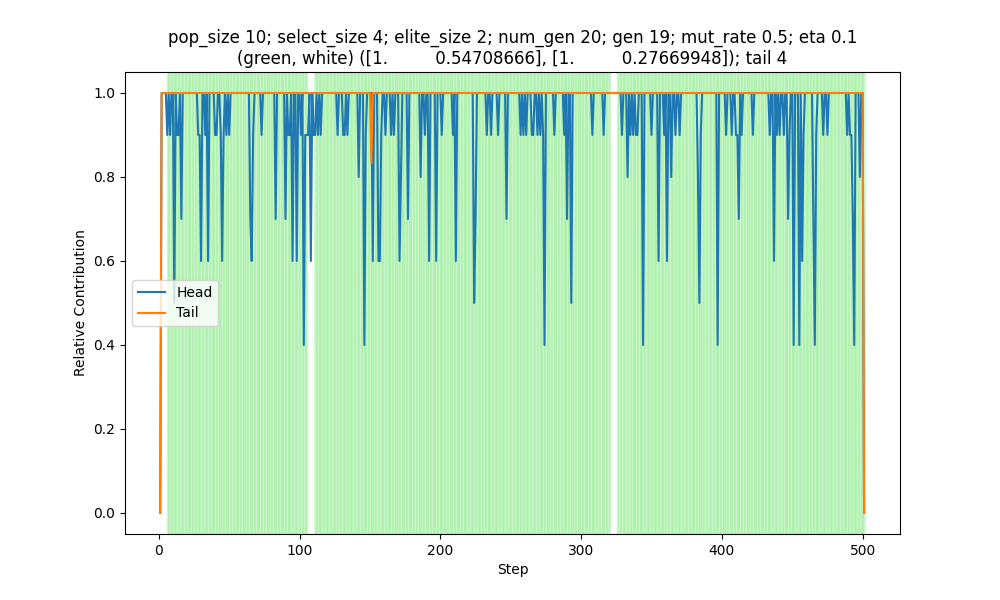 pop_size 10; select_size 4; elite_size 2; num_gen 20; gen 19; mut_rate 0.5; eta 0.1
(green, white) ([1.         0.54708666], [1.         0.27669948]); tail 4
1.0
0.8
0.6
0.4
0.2
0.0
Relative Contribution
Head
Tail
0
100
200
300
400
500
Step